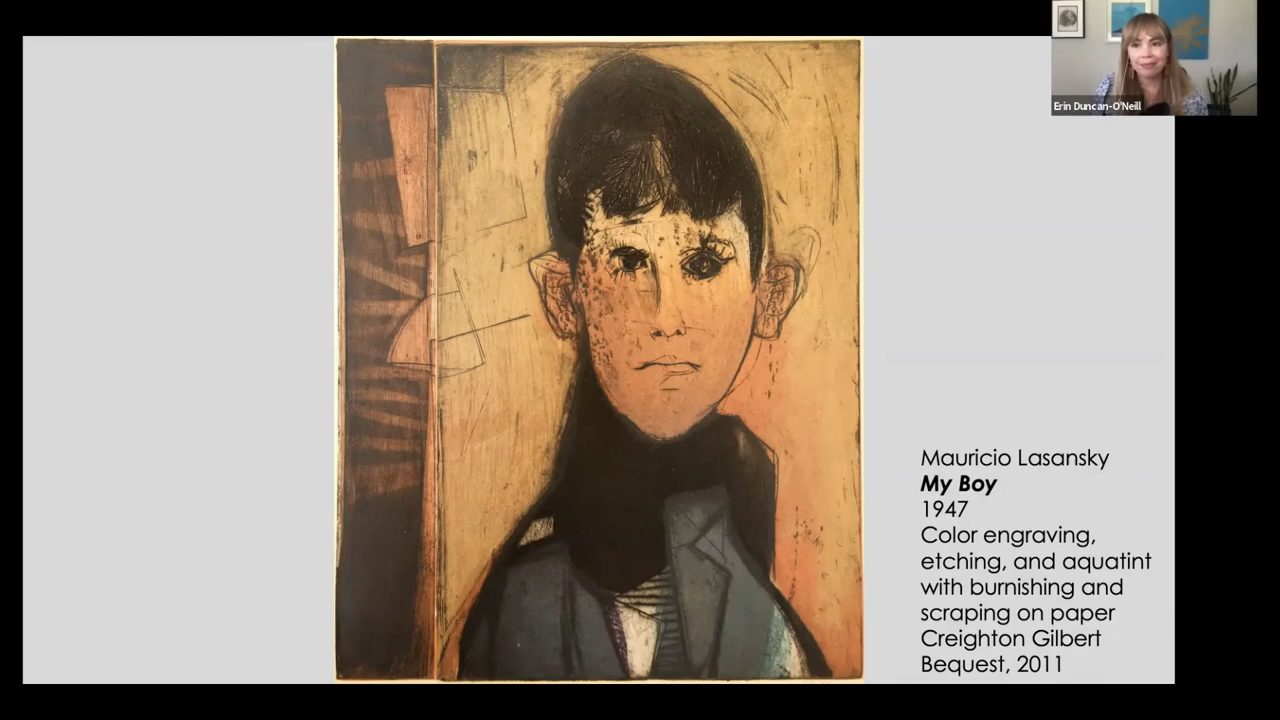 Erin Duncan-O'Neill
Mauricio Lasansky
My Boy
1947
Color engraving,
etching, and aquatint
with burnishing and
scraping on paper
Creighton Gilbert
Bequest, 2011